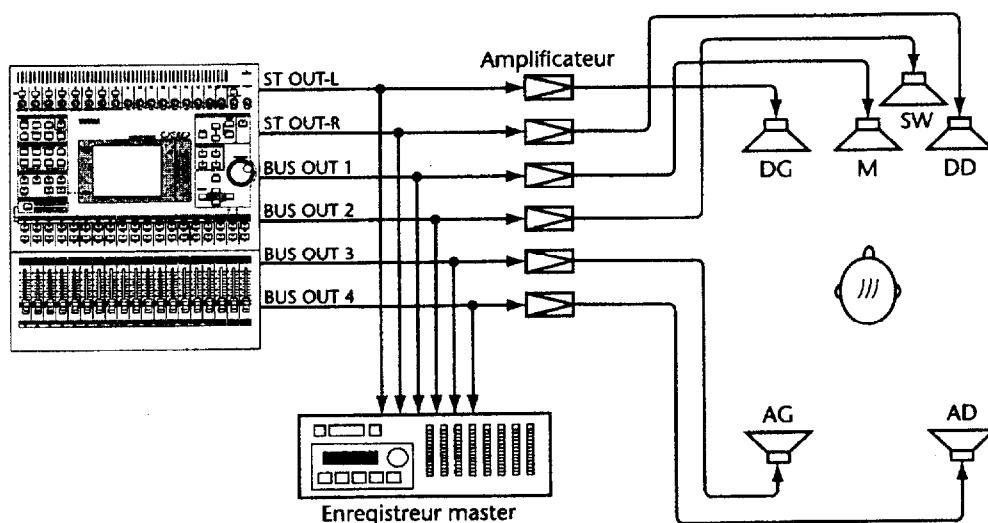 ST OUT-L
ST OUT-R
BUS OUT 1
BUS OUT 2
BUS OUT 3
BUS OUT 4
Amplificateur
SW
DG
M
DD
AG
AD
Enregistreur master